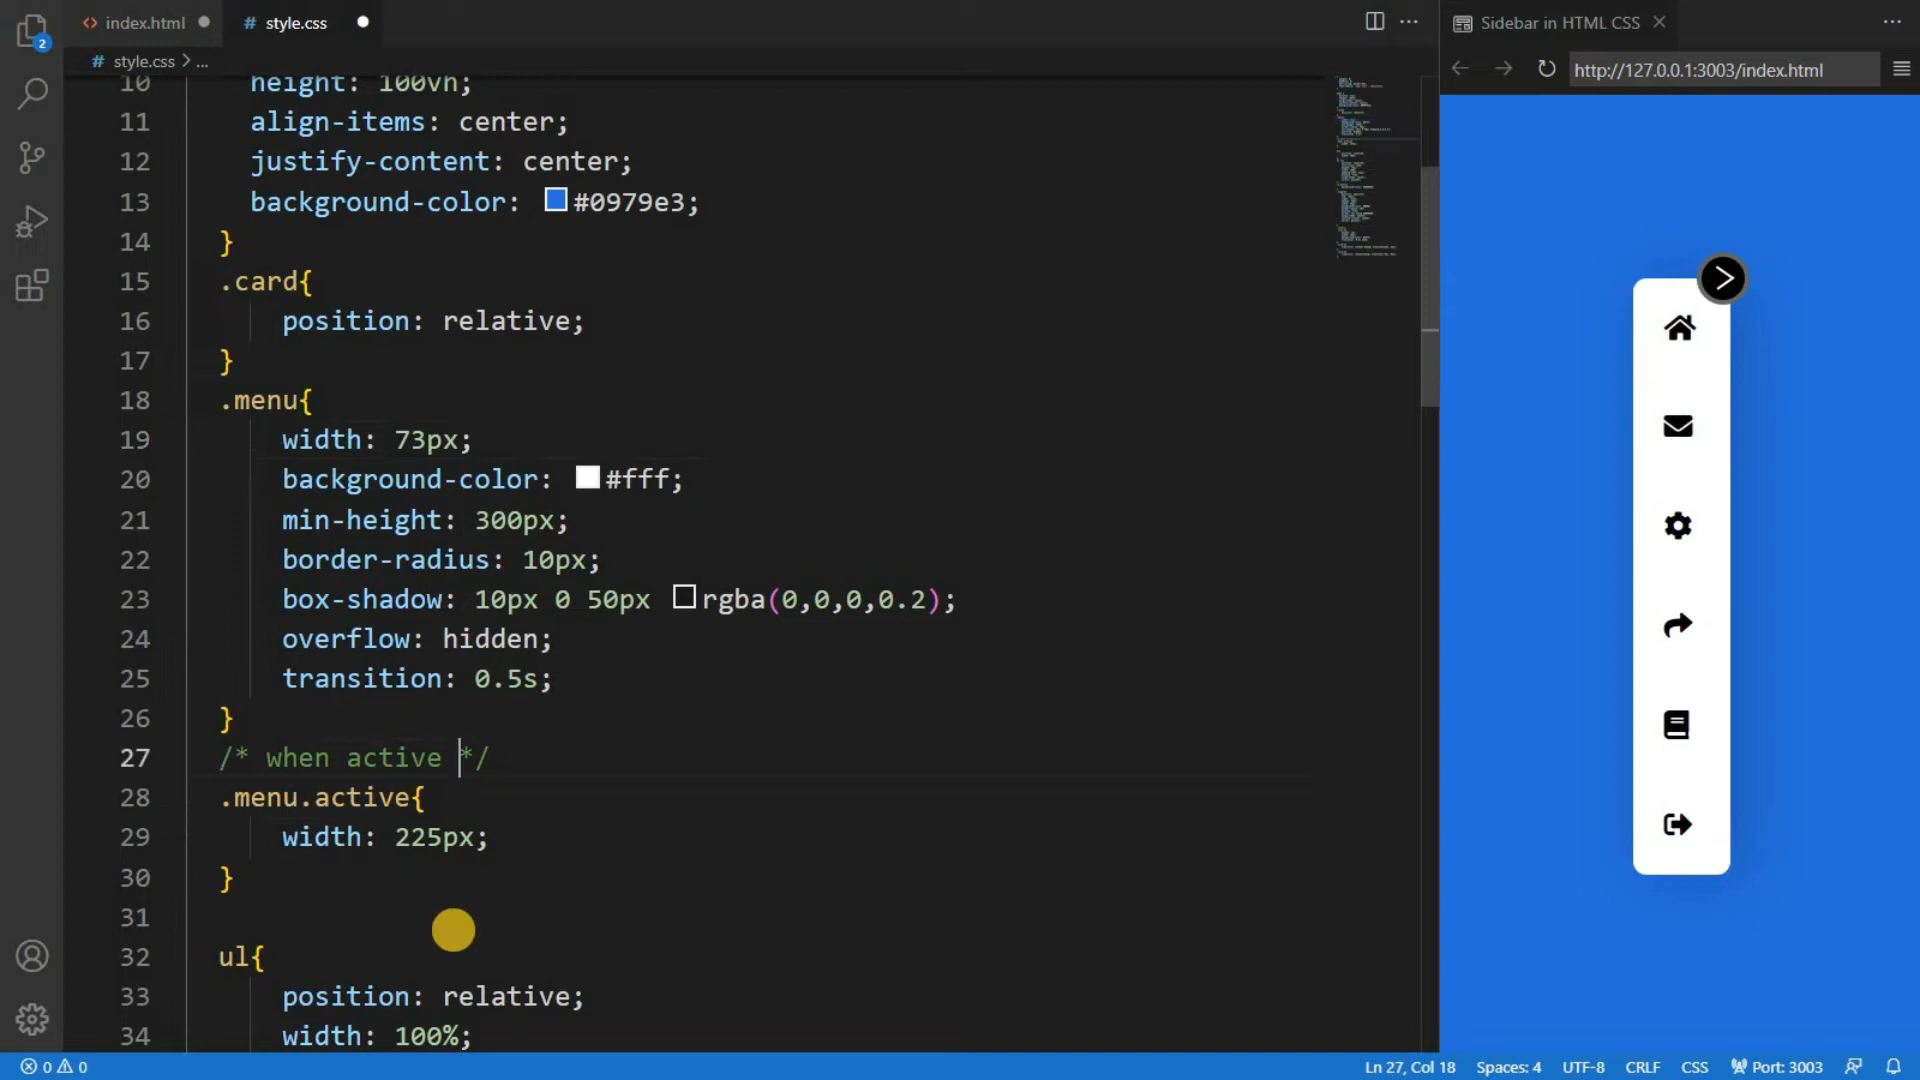 index.html
# style.css
Sidebar in HTML CSS
# style.css > ...
http://127.0.0.1:3003/index.html
2
10 height: 100vh;
11 align-items: center;
12 justify-content: center;
13 background-color: #0979e3;
14 }
15 .card{
16 position: relative;
17 }
18 .menu{
19 width: 73px;
20 background-color: #fff;
21 min-height: 300px;
22 border-radius: 10px;
23 box-shadow: 10px 0 50px rgba(0,0,0,0.2);
24 overflow: hidden;
25 transition: 0.5s;
26 }
27 /* when active */
28 .menu.active{
29 width: 225px;
30 }
31
32 ul{
33 position: relative;
34 width: 100%;
0 0
Ln 27, Col 18 Spaces: 4 UTF-8 CRLF CSS Port: 3003